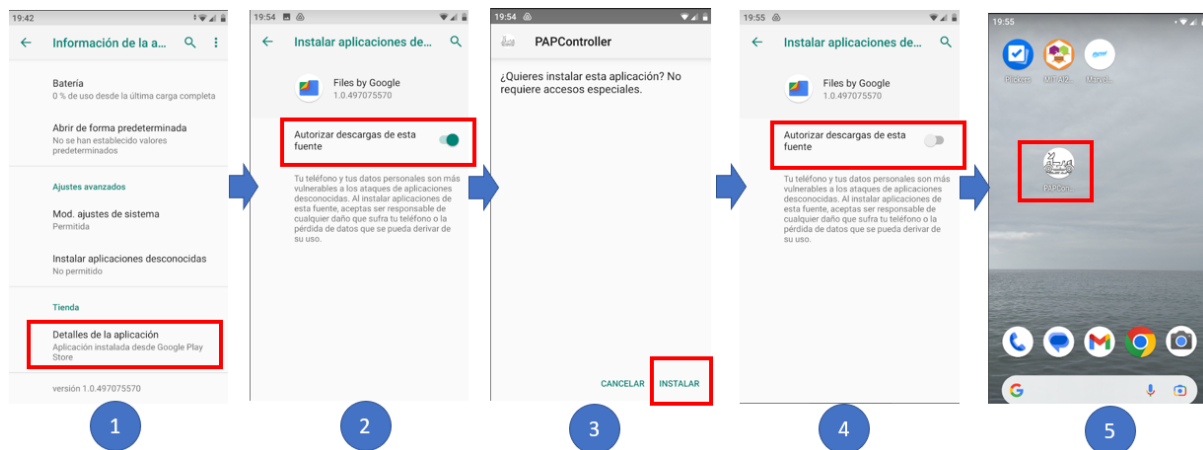 19:42
Información de la a...
Batería
0 % de uso desde la última carga completa
Abrir de forma predeterminada
No se han establecido valores
predeterminados
Ajustes avanzados
Mod. ajustes de sistema
Permitida
Instalar aplicaciones desconocidas
No permitido
Tienda
Detalles de la aplicación
Aplicación instalada desde Google Play
Store
versión 1.0.497075570
1
19:54
Instalar aplicaciones de...
Files by Google
1.0.497075570
Autorizar descargas de esta
fuente
Tu teléfono y tus datos personales son más
vulnerables a los ataques de aplicaciones
desconocidas. Al instalar aplicaciones de
esta fuente, aceptas ser responsable de
cualquier daño que sufra tu teléfono o la
pérdida de datos que se pueda derivar de
su uso.
2
19:54
PAPController
¿Quieres instalar esta aplicación? No
requiere accesos especiales.
CANCELAR INSTALAR
3
19:55
Instalar aplicaciones de...
Files by Google
1.0.497075570
Autorizar descargas de esta
fuente
Tu teléfono y tus datos personales son más
vulnerables a los ataques de aplicaciones
desconocidas. Al instalar aplicaciones de
esta fuente, aceptas ser responsable de
cualquier daño que sufra tu teléfono o la
pérdida de datos que se pueda derivar de
su uso.
4
19:55
Plickers MIT AI2...
PAPCon...
5